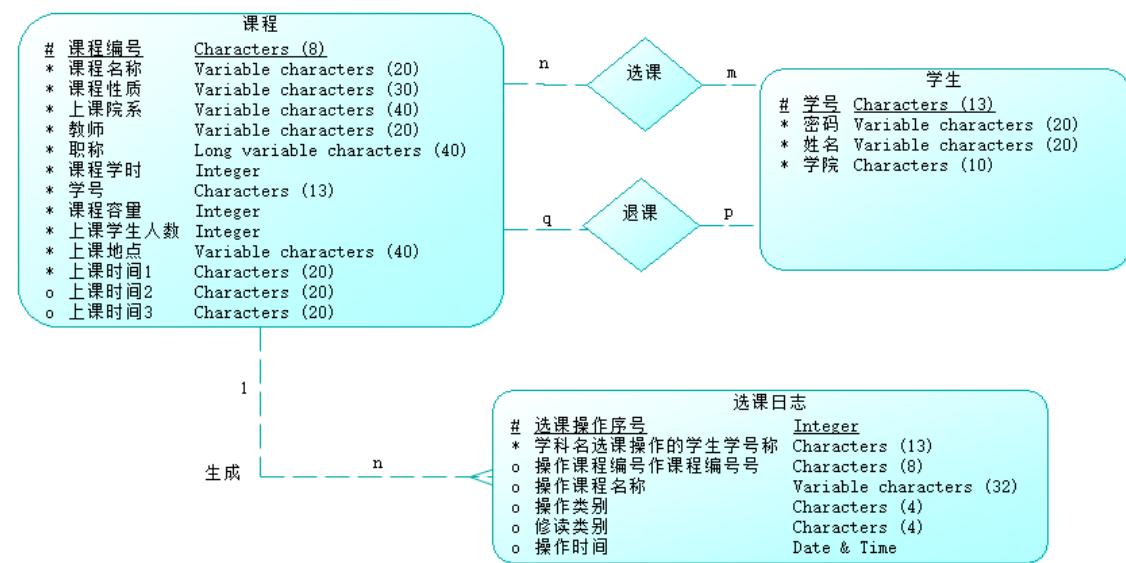 课程
# 课程编号 Characters (8)
* 课程名称 Variable characters (20)
* 课程性质 Variable characters (30)
* 上课院系 Variable characters (40)
* 教师 Variable characters (20)
* 职称 Long variable characters (40)
* 课程学时 Integer
* 学号 Characters (13)
* 课程容量 Integer
* 上课学生人数 Integer
* 上课地点 Variable characters (40)
* 上课时间1 Characters (20)
o 上课时间2 Characters (20)
o 上课时间3 Characters (20)
n
选课
m
q
退课
p
学生
# 学号 Characters (13)
* 密码 Variable characters (20)
* 姓名 Variable characters (20)
* 学院 Characters (10)
1
生成
n
选课日志
# 选课操作序号 Integer
* 学科名选课操作的学生学号称 Characters (13)
o 操作课程编号作课程编号号 Characters (8)
o 操作课程名称 Variable characters (32)
o 操作类别 Characters (4)
o 修读类别 Characters (4)
o 操作时间 Date & Time